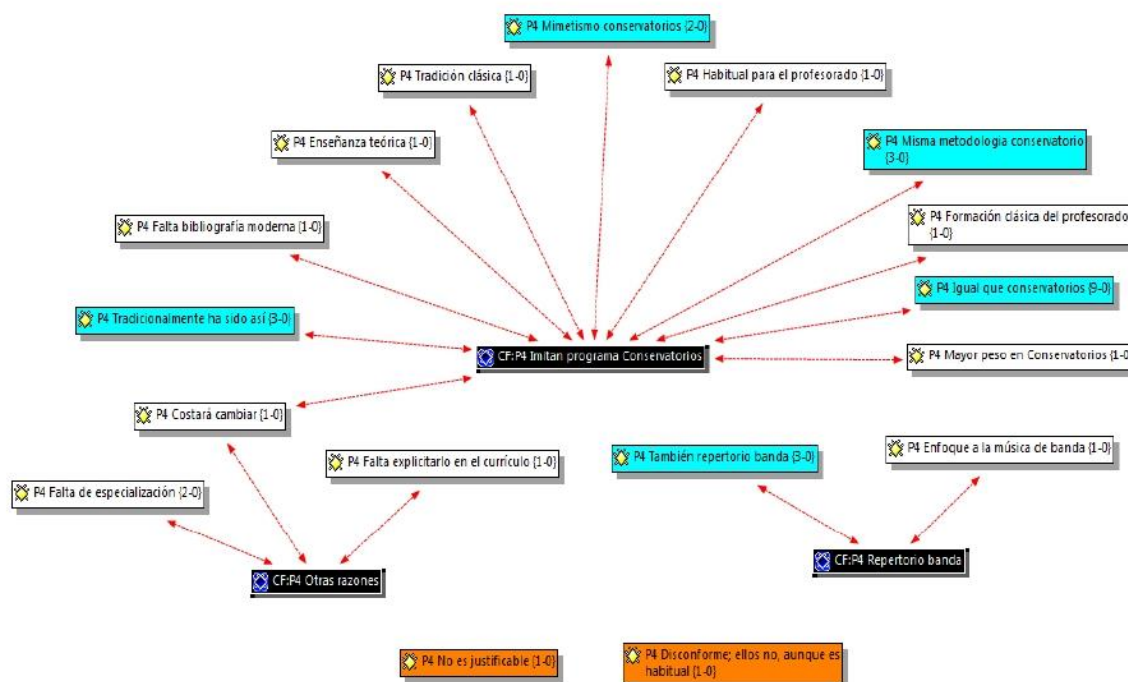 P4 Mimetismo conservatorios {2-0}
P4 Tradición clásica {1-0}
P4 Habitual para el profesorado {1-0}
P4 Enseñanza teórica {1-0}
P4 Misma metodología conservatorio
{3-0}
P4 Falta bibliografía moderna {1-0}
P4 Formación clásica del profesorado
{1-0}
P4 Igual que conservatorios {9-0}
P4 Tradicionalmente ha sido así {3-0}
CF:P4 Imitan programa Conservatorios
P4 Mayor peso en Conservatorios {1-0
P4 Costará cambiar {1-0}
P4 Falta explicitarlo en el currículo {1-0}
P4 También repertorio banda {3-0}
P4 Enfoque a la música de banda {1-0}
P4 Falta de especialización {2-0}
CF:P4 Otras razones
CF:P4 Repertorio banda
P4 No es justificable {1-0}
P4 Disconforme; ellos no, aunque es
habitual {1-0}